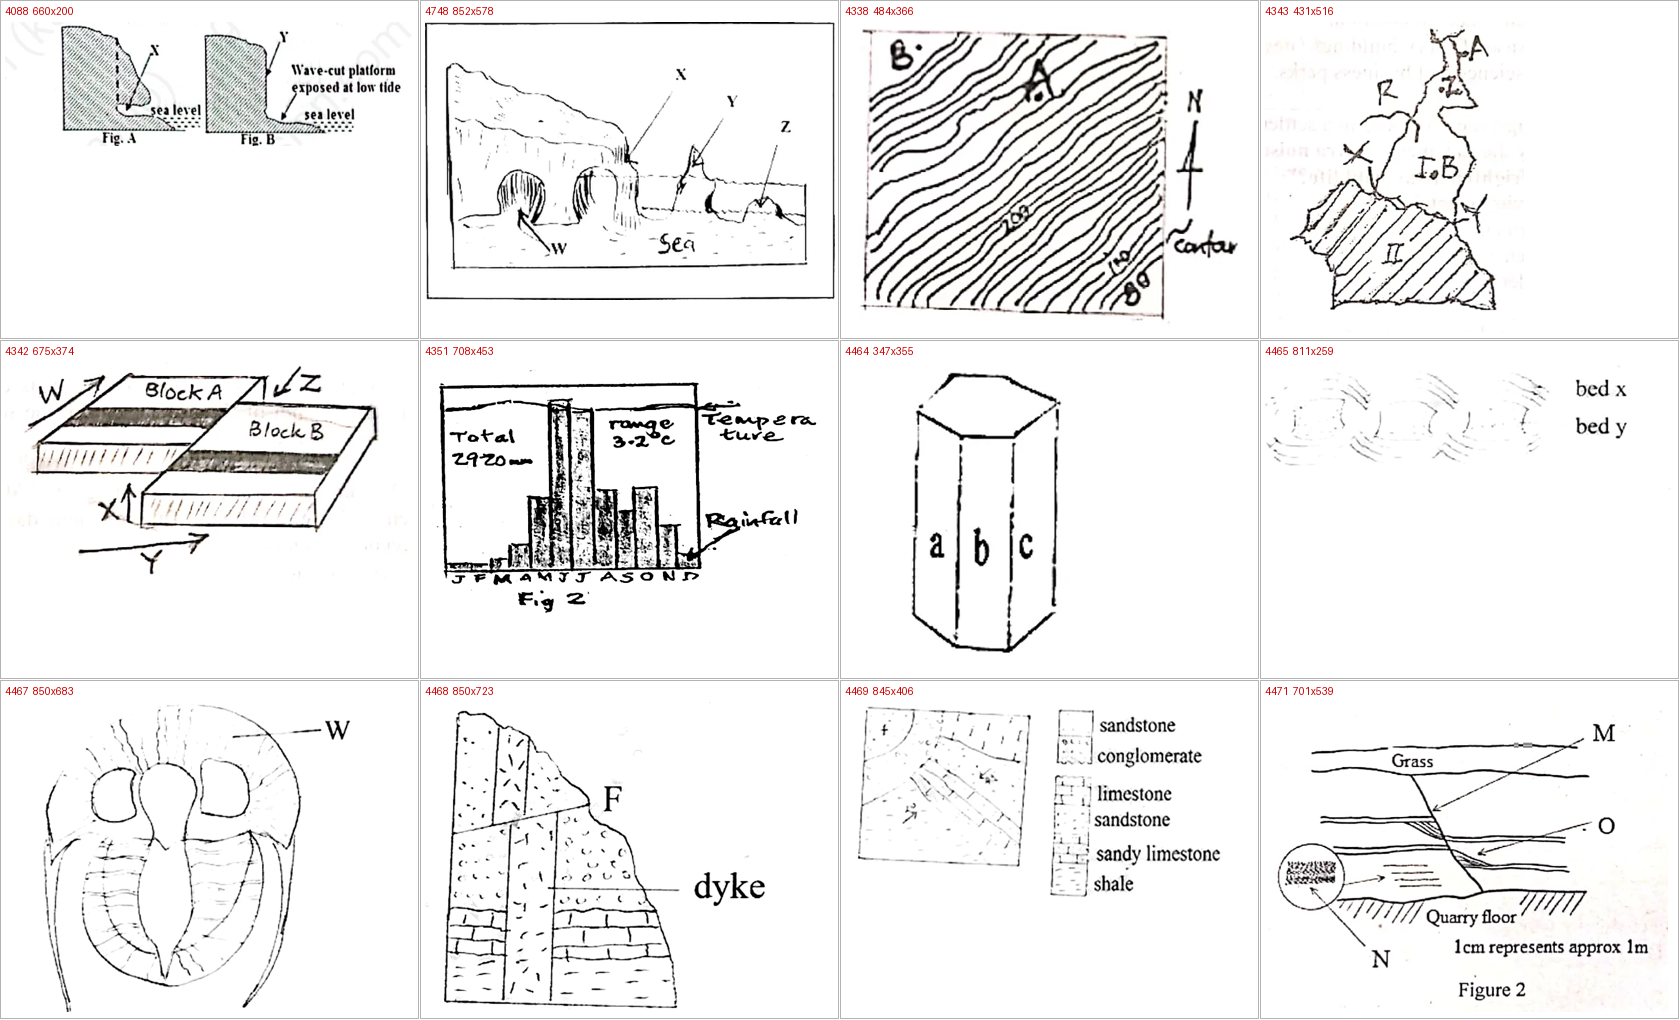 4088 660x200
X
Y
Wave-cut platform
exposed at low tide
sea level
sea level
Fig. A
Fig. B
4748 852x578
X
Y
Z
W
Sea
4338 484x366
B.
A
N
200
100
80
Contour
4343 431x516
A
I.
R
X
I.B
Y
II
4342 675x374
W
Block A
Z
Block B
X
Y
4351 708x453
Tempera
ture
Total
2920mm
range
3.2°C
Rainfall
J F M A M J J A S O N D
Fig 2
4464 347x355
a b c
4465 811x259
bed x
bed y
4467 850x683
W
4468 850x723
F
dyke
4469 845x406
sandstone
conglomerate
limestone
sandstone
sandy limestone
shale
4471 701x539
M
Grass
O
Quarry floor
1cm represents approx 1m
N
Figure 2